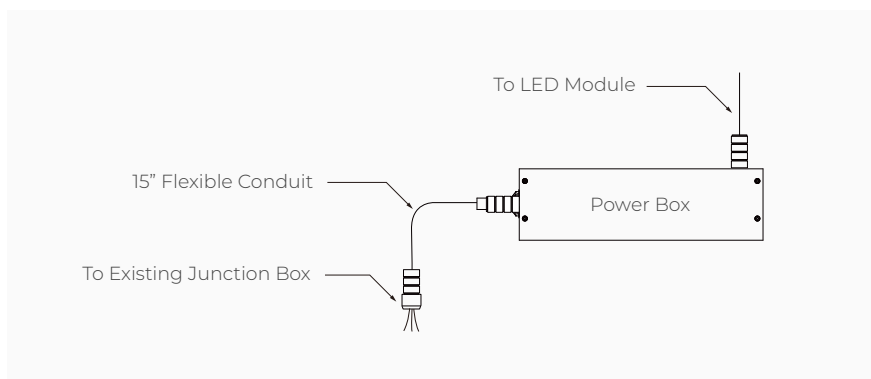 To LED Module
15” Flexible Conduit
Power Box
To Existing Junction Box